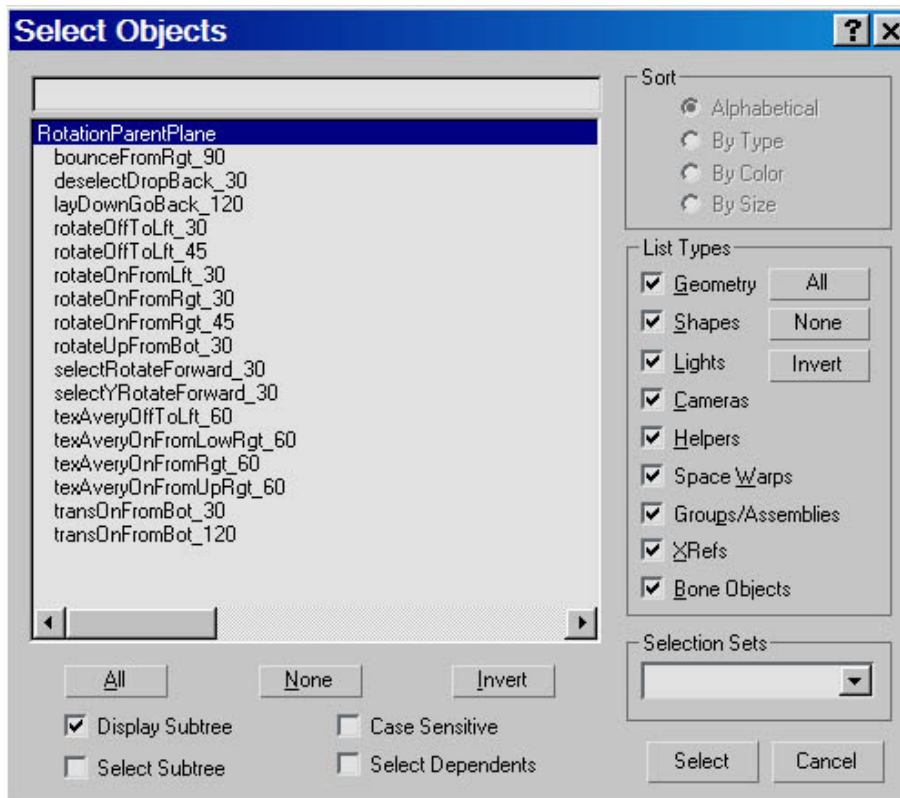 Select Objects
RotationParentPlane
bounceFromRgt_90
deselectDropBack_30
layDownGoBack_120
rotateOffToLft_30
rotateOffToLft_45
rotateOnFromLft_30
rotateOnFromRgt_30
rotateOnFromRgt_45
rotateUpFromBot_30
selectRotateForward_30
selectYRotateForward_30
texAveryOffToLft_60
texAveryOnFromLowRgt_60
texAveryOnFromRgt_60
texAveryOnFromUpRgt_60
transOnFromBot_30
transOnFromBot_120
All None Invert
Display Subtree Case Sensitive
Select Subtree Select Dependents
Sort
Alphabetical
By Type
By Color
By Size
List Types
Geometry All
Shapes None
Lights Invert
Cameras
Helpers
Space Warps
Groups/Assemblies
XRefs
Bone Objects
Selection Sets
Select Cancel